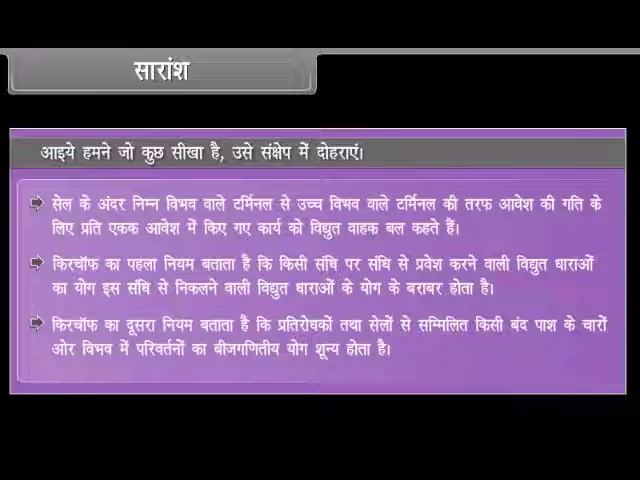 सारांश
आइये हमने जो कुछ सीखा है, उसे संक्षेप में दोहराएं।
सेल के अंदर निम्न विभव वाले टर्मिनल से उच्च विभव वाले टर्मिनल की तरफ आवेश की गति के
लिए प्रति एकक आवेश में किए गए कार्य को विद्युत वाहक बल कहते हैं।
किरचॉफ का पहला नियम बताता है कि किसी संधि पर संधि से प्रवेश करने वाली विद्युत धाराओं
का योग इस संधि से निकलने वाली विद्युत धाराओं के योग के बराबर होता है।
किरचॉफ का दूसरा नियम बताता है कि प्रतिरोधकों तथा सेलों से सम्मिलित किसी बंद पाश के चारों
ओर विभव में परिवर्तनों का बीजगणितीय योग शून्य होता है।